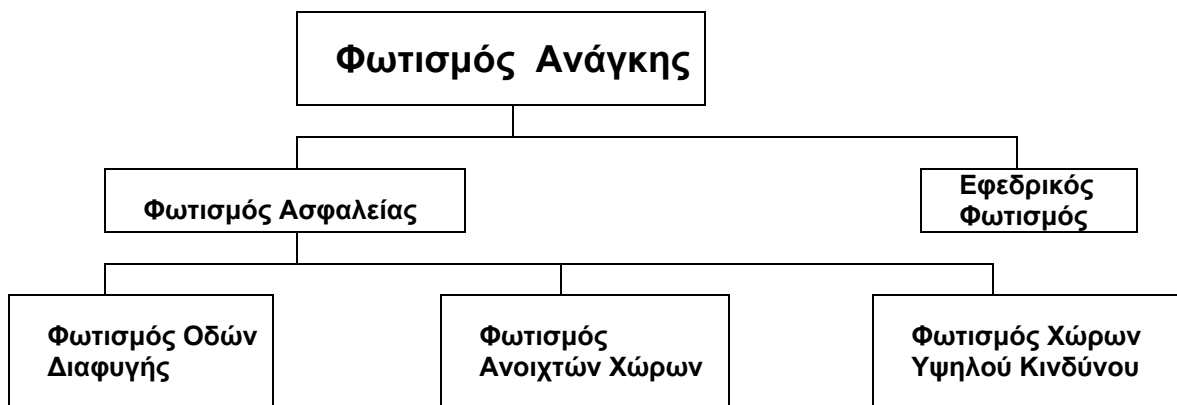 Φωτισμός Ανάγκης
Φωτισμός Ασφαλείας
Εφεδρικός
Φωτισμός
Φωτισμός Οδών
Διαφυγής
Φωτισμός
Ανοιχτών Χώρων
Φωτισμός Χώρων
Υψηλού Κινδύνου